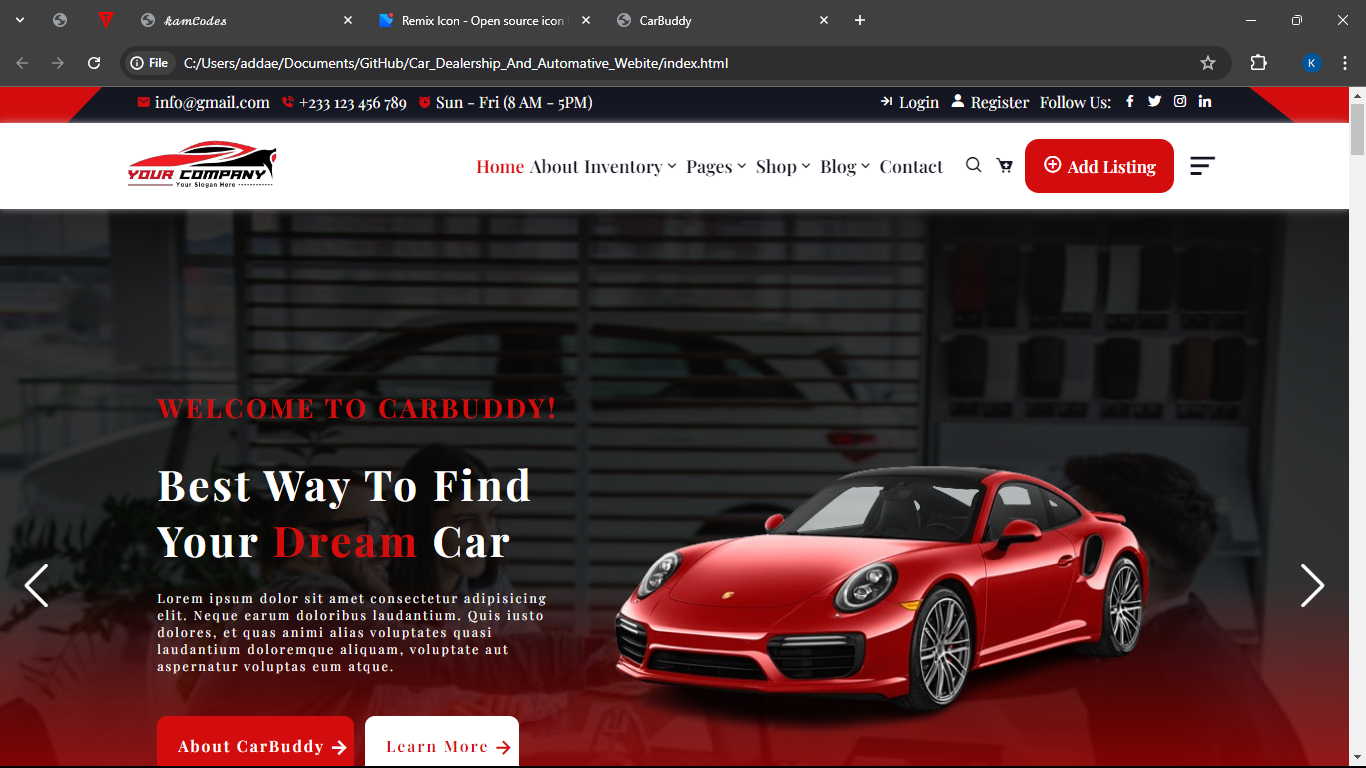 𝓴𝓪𝓶𝓒𝓸𝓭𝓮𝓼
Remix Icon - Open source icon
CarBuddy
File C:/Users/addae/Documents/GitHub/Car_Dealership_And_Automative_Webite/index.html
K
info@gmail.com +233 123 456 789 Sun - Fri (8 AM - 5PM) Login Register Follow Us:
YOUR COMPANY
Your Slogan Here
Home About Inventory Pages Shop Blog Contact Add Listing
WELCOME TO CARBUDDY!
Best Way To Find
Your Dream Car
Lorem ipsum dolor sit amet consectetur adipisicing
elit. Neque earum doloribus laudantium. Quis iusto
dolores, et quas animi alias voluptates quasi
laudantium doloremque aliquam, voluptate aut
aspernatur voluptas eum atque.
About CarBuddy Learn More